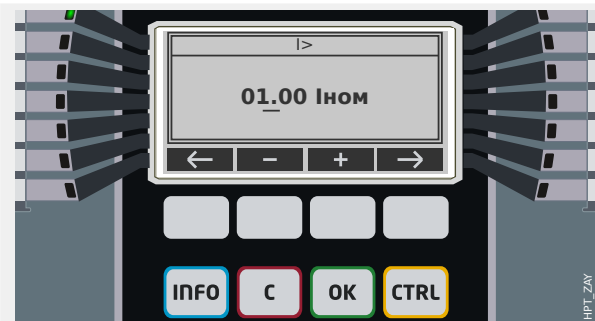 I>
01.00 Iном
← − + →
INFO C OK CTRL
HPT_ZAY